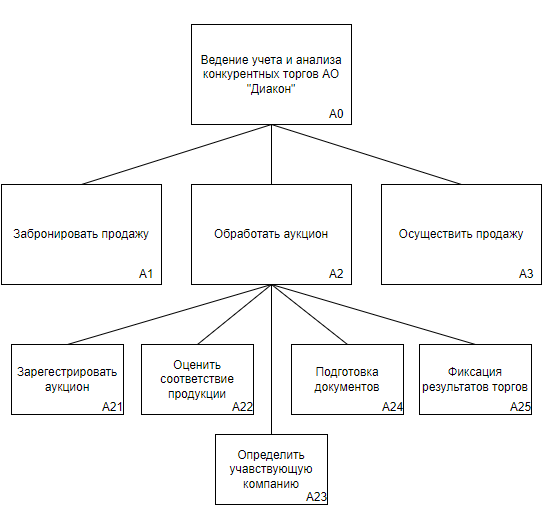 Ведение учета и анализа
конкурентных торгов АО
"Диакон"
A0
Забронировать продажу
A1
Обработать аукцион
A2
Осуществить продажу
A3
Зарегестрировать
аукцион
A21
Оценить
соответствие
продукции
A22
Подготовка
документов
A24
Фиксация
результатов торгов
A25
Определить
учавствующую
компанию
A23